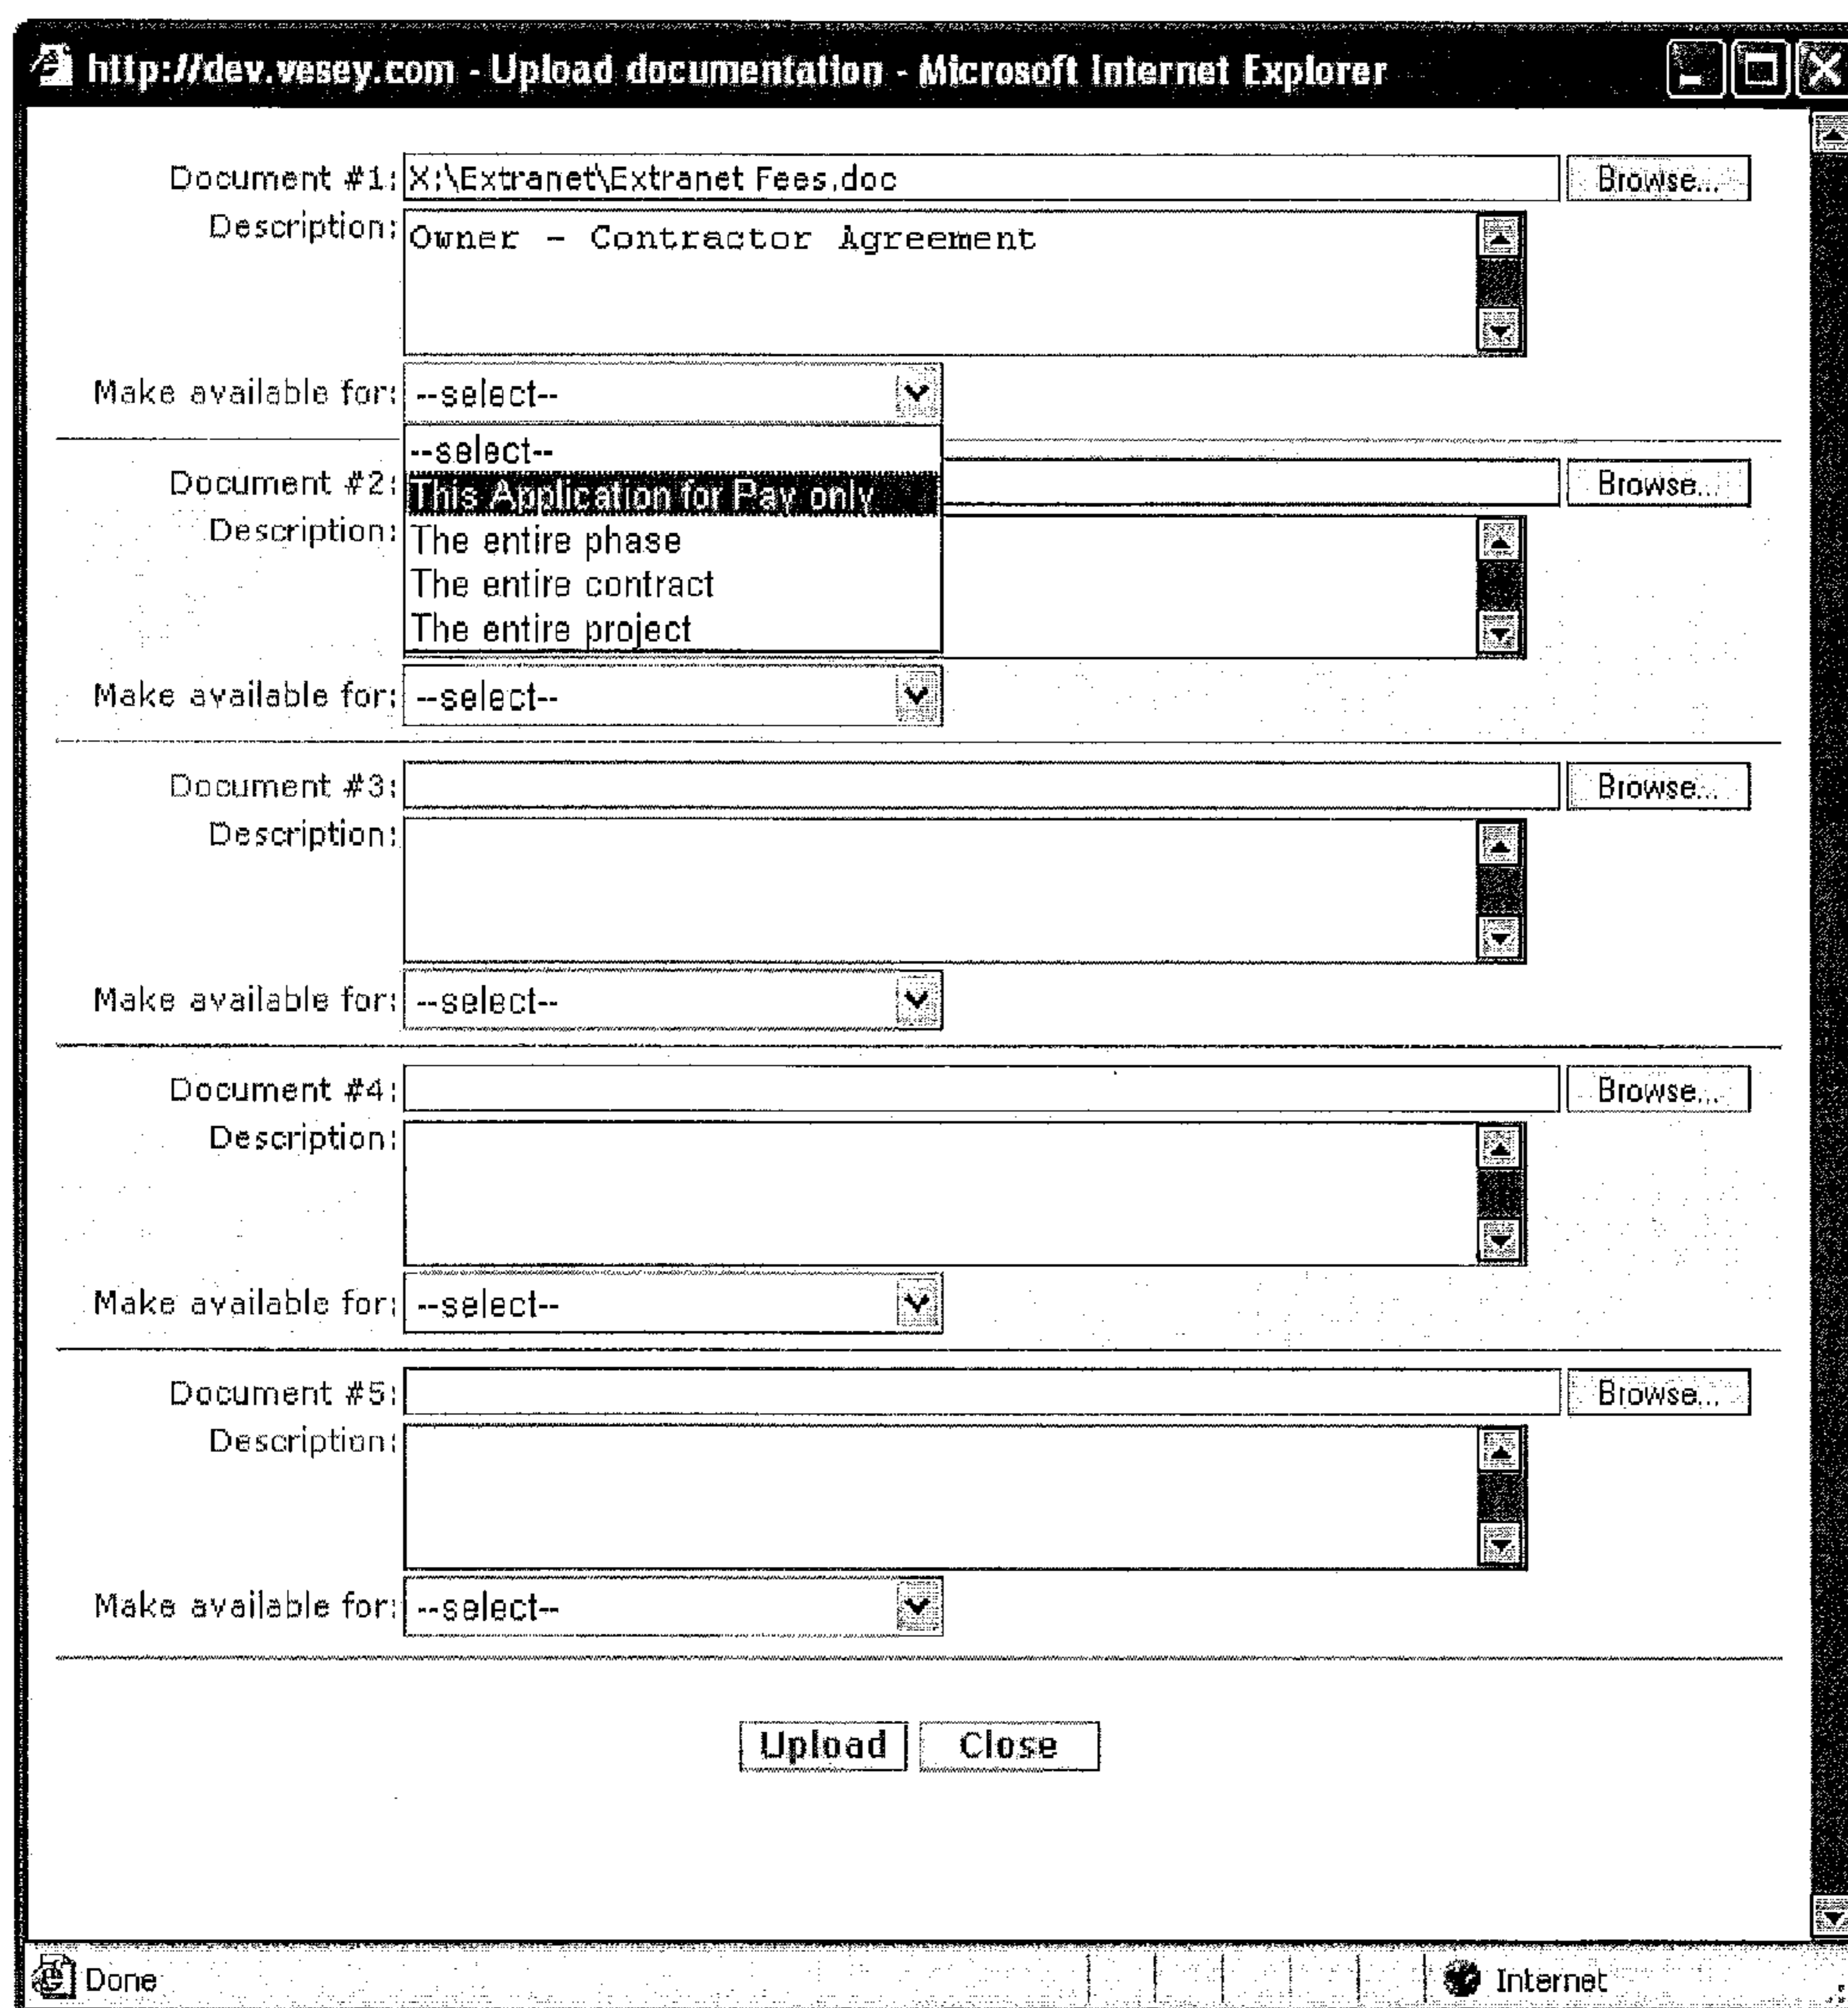 http://dev.vesey.com - Upload documentation - Microsoft Internet Explorer
Document #1: X:\Extranet\Extranet Fees.doc Browse...
Description: Owner - Contractor Agreement
Make available for: --select--
--select--
Document #2: This Application for Pay only Browse...
Description: The entire phase
The entire contract
The entire project
Make available for: --select--
Document #3: Browse...
Description:
Make available for: --select--
Document #4: Browse...
Description:
Make available for: --select--
Document #5: Browse...
Description:
Make available for: --select--
Upload Close
Done Internet